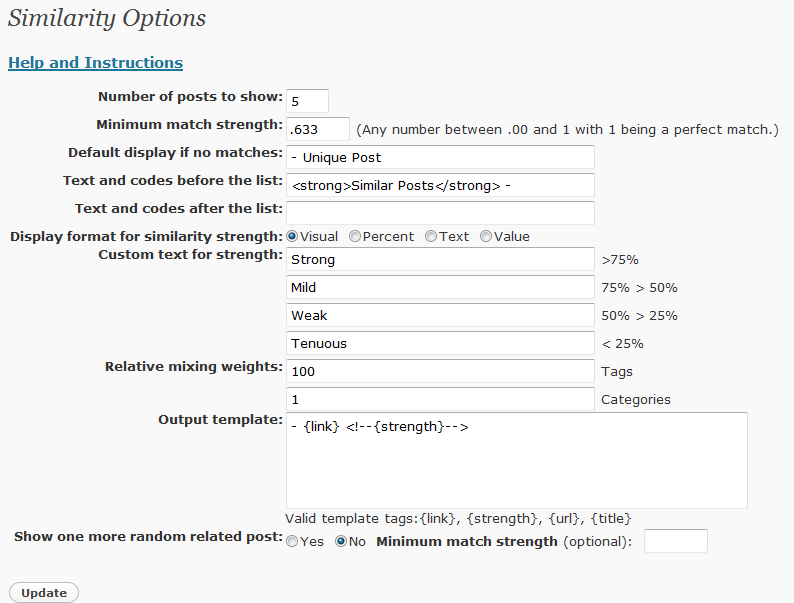 Similarity Options
Help and Instructions
Number of posts to show: 5
Minimum match strength: .633 (Any number between .00 and 1 with 1 being a perfect match.)
Default display if no matches: - Unique Post
Text and codes before the list: <strong>Similar Posts</strong> -
Text and codes after the list:
Display format for similarity strength: Visual Percent Text Value
Custom text for strength: Strong >75%
Mild 75% > 50%
Weak 50% > 25%
Tenuous < 25%
Relative mixing weights: 100 Tags
1 Categories
Output template: - {link} <!--{strength}-->
Valid template tags:{link}, {strength}, {url}, {title}
Show one more random related post: Yes No Minimum match strength (optional):
Update